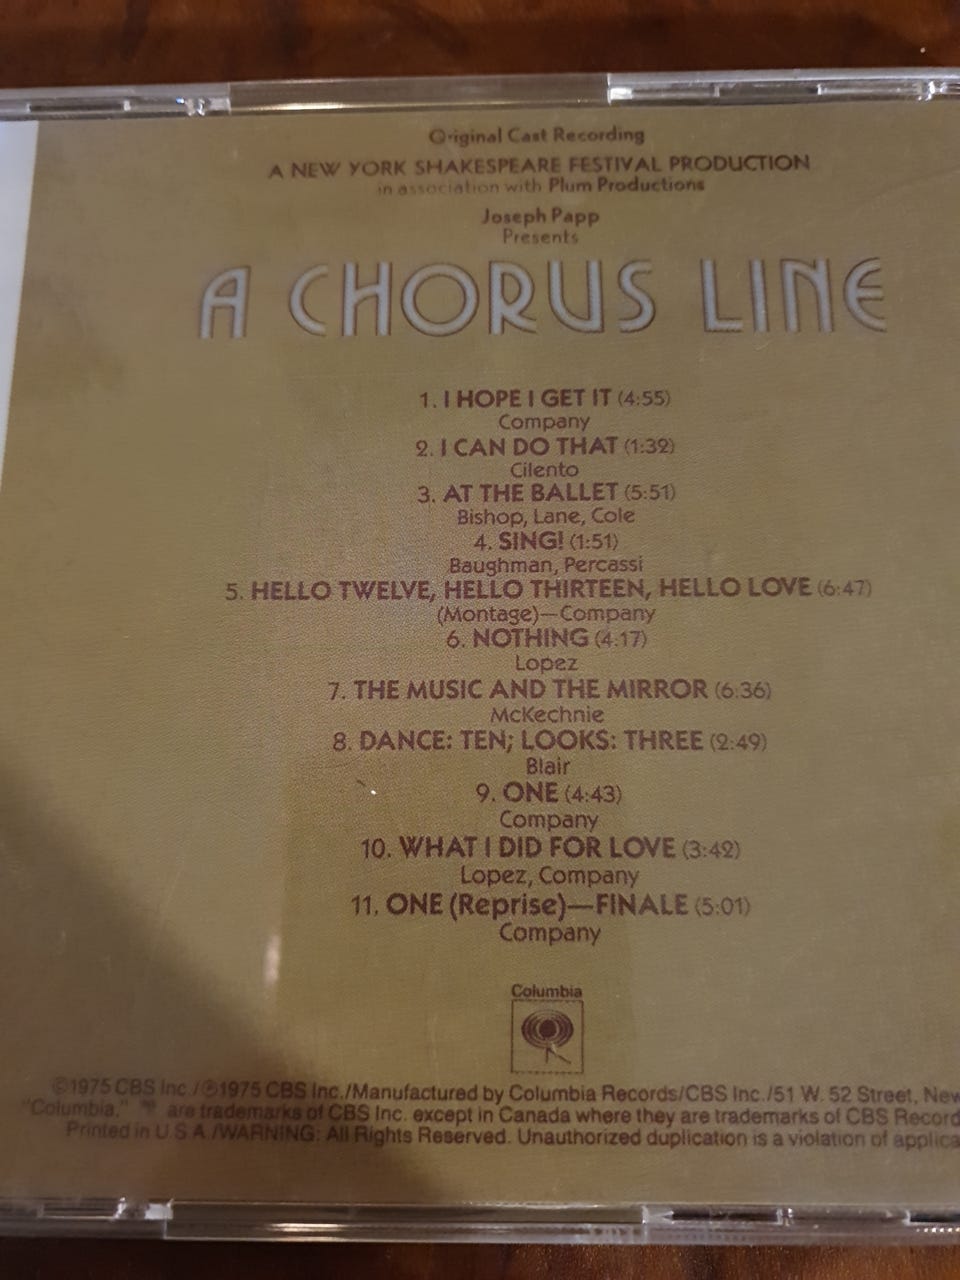 Original Cast Recording
A NEW YORK SHAKESPEARE FESTIVAL PRODUCTION
in association with Plum Productions
Joseph Papp
Presents
A CHORUS LINE
1. I HOPE I GET IT (4:55)
Company
2. I CAN DO THAT (1:32)
Cilento
3. AT THE BALLET (5:51)
Bishop, Lane, Cole
4. SING! (1:51)
Baughman, Percassi
5. HELLO TWELVE, HELLO THIRTEEN, HELLO LOVE (6:47)
(Montage)—Company
6. NOTHING (4:17)
Lopez
7. THE MUSIC AND THE MIRROR (6:36)
McKechnie
8. DANCE: TEN; LOOKS: THREE (2:49)
Blair
9. ONE (4:43)
Company
10. WHAT I DID FOR LOVE (3:42)
Lopez, Company
11. ONE (Reprise)—FINALE (5:01)
Company
Columbia
©1975 CBS Inc./℗1975 CBS Inc./Manufactured by Columbia Records/CBS Inc./51 W. 52 Street, New
"Columbia," are trademarks of CBS Inc. except in Canada where they are trademarks of CBS Record
Printed in U.S.A./WARNING: All Rights Reserved. Unauthorized duplication is a violation of applica